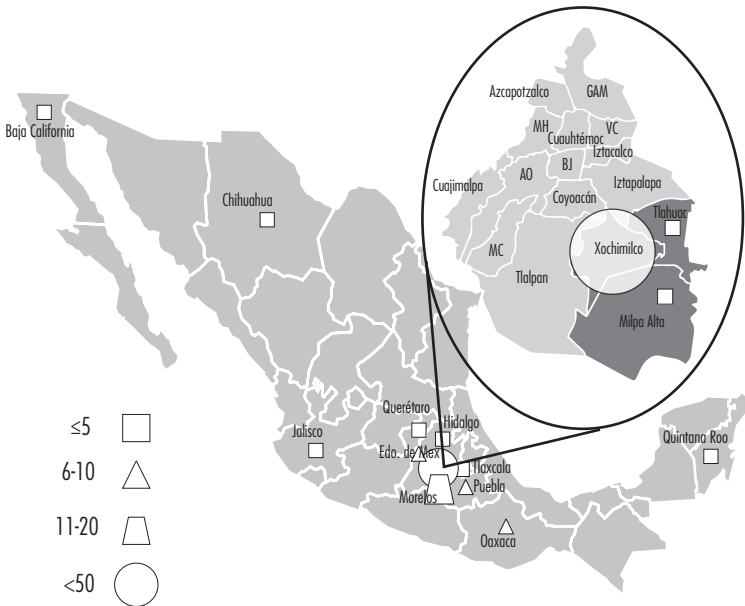 Azcapotzalco
GAM
MH
Cuauhtémoc
VC
Iztacalco
BJ
AO
Cuajimalpa
Iztapalapa
Coyoacán
Tlahuac
Xochimilco
MC
Tlalpan
Milpa Alta
Baja California
Chihuahua
Querétaro
Hidalgo
Jalisco
Edo. de Mex
Tlaxcala
Puebla
Morelos
Oaxaca
Quintana Roo
≤5
6-10
11-20
<50